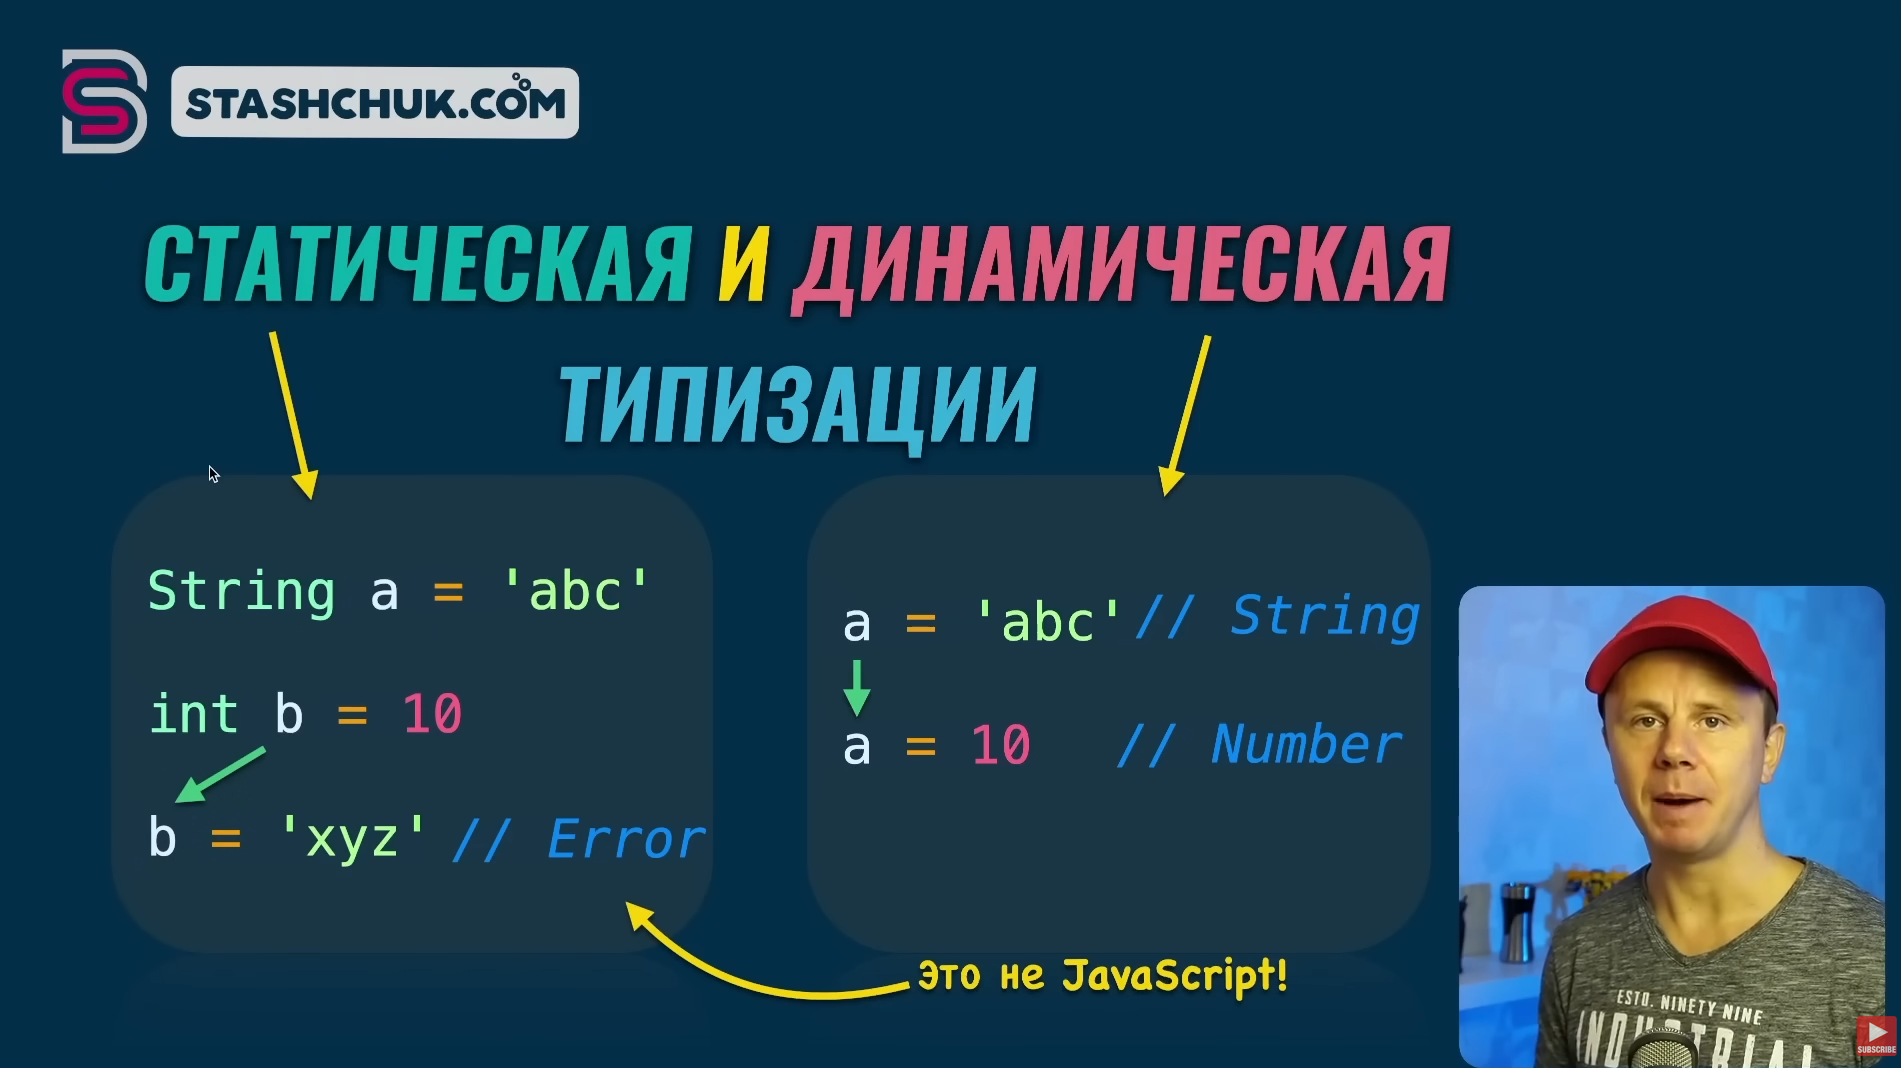 STASHCHUK.COM
СТАТИЧЕСКАЯ И ДИНАМИЧЕСКАЯ
ТИПИЗАЦИИ
String a = 'abc'
int b = 10
b = 'xyz' // Error
a = 'abc' // String
a = 10 // Number
это не JavaScript!
ESTD. NINETY NINE
INDUSTRIAL
SUBSCRIBE